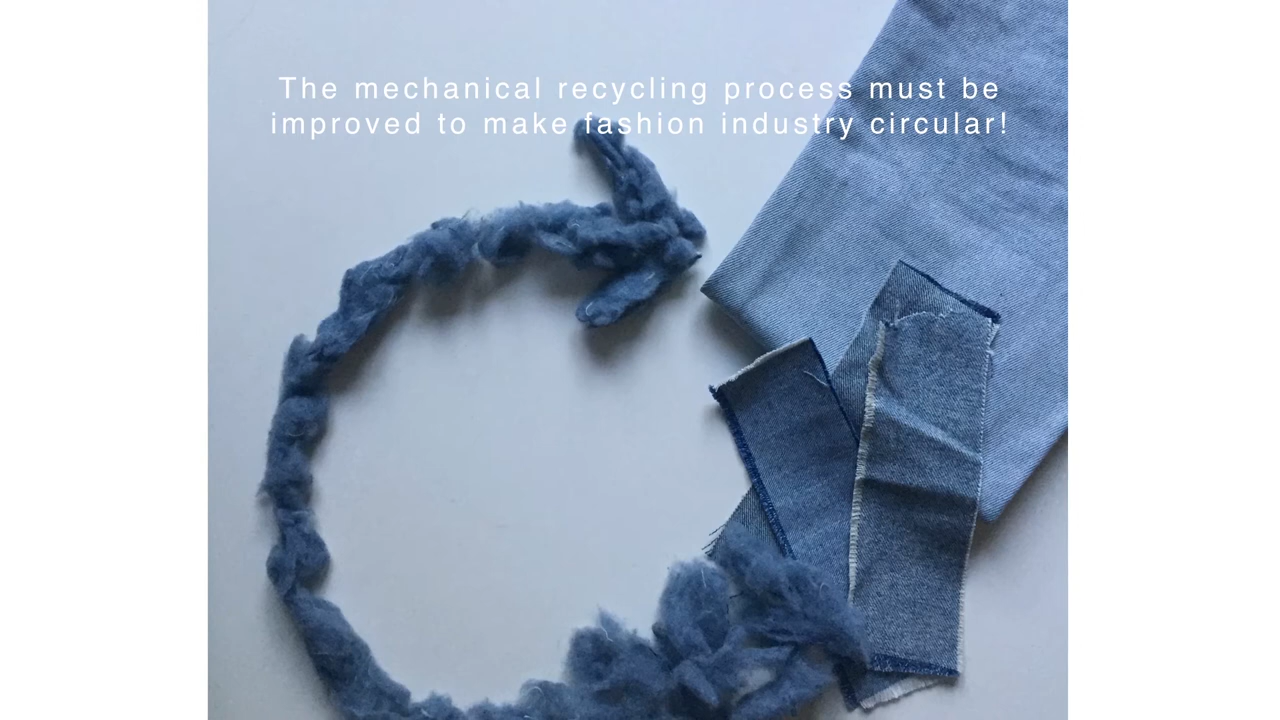 The mechanical recycling process must be
improved to make fashion industry circular!